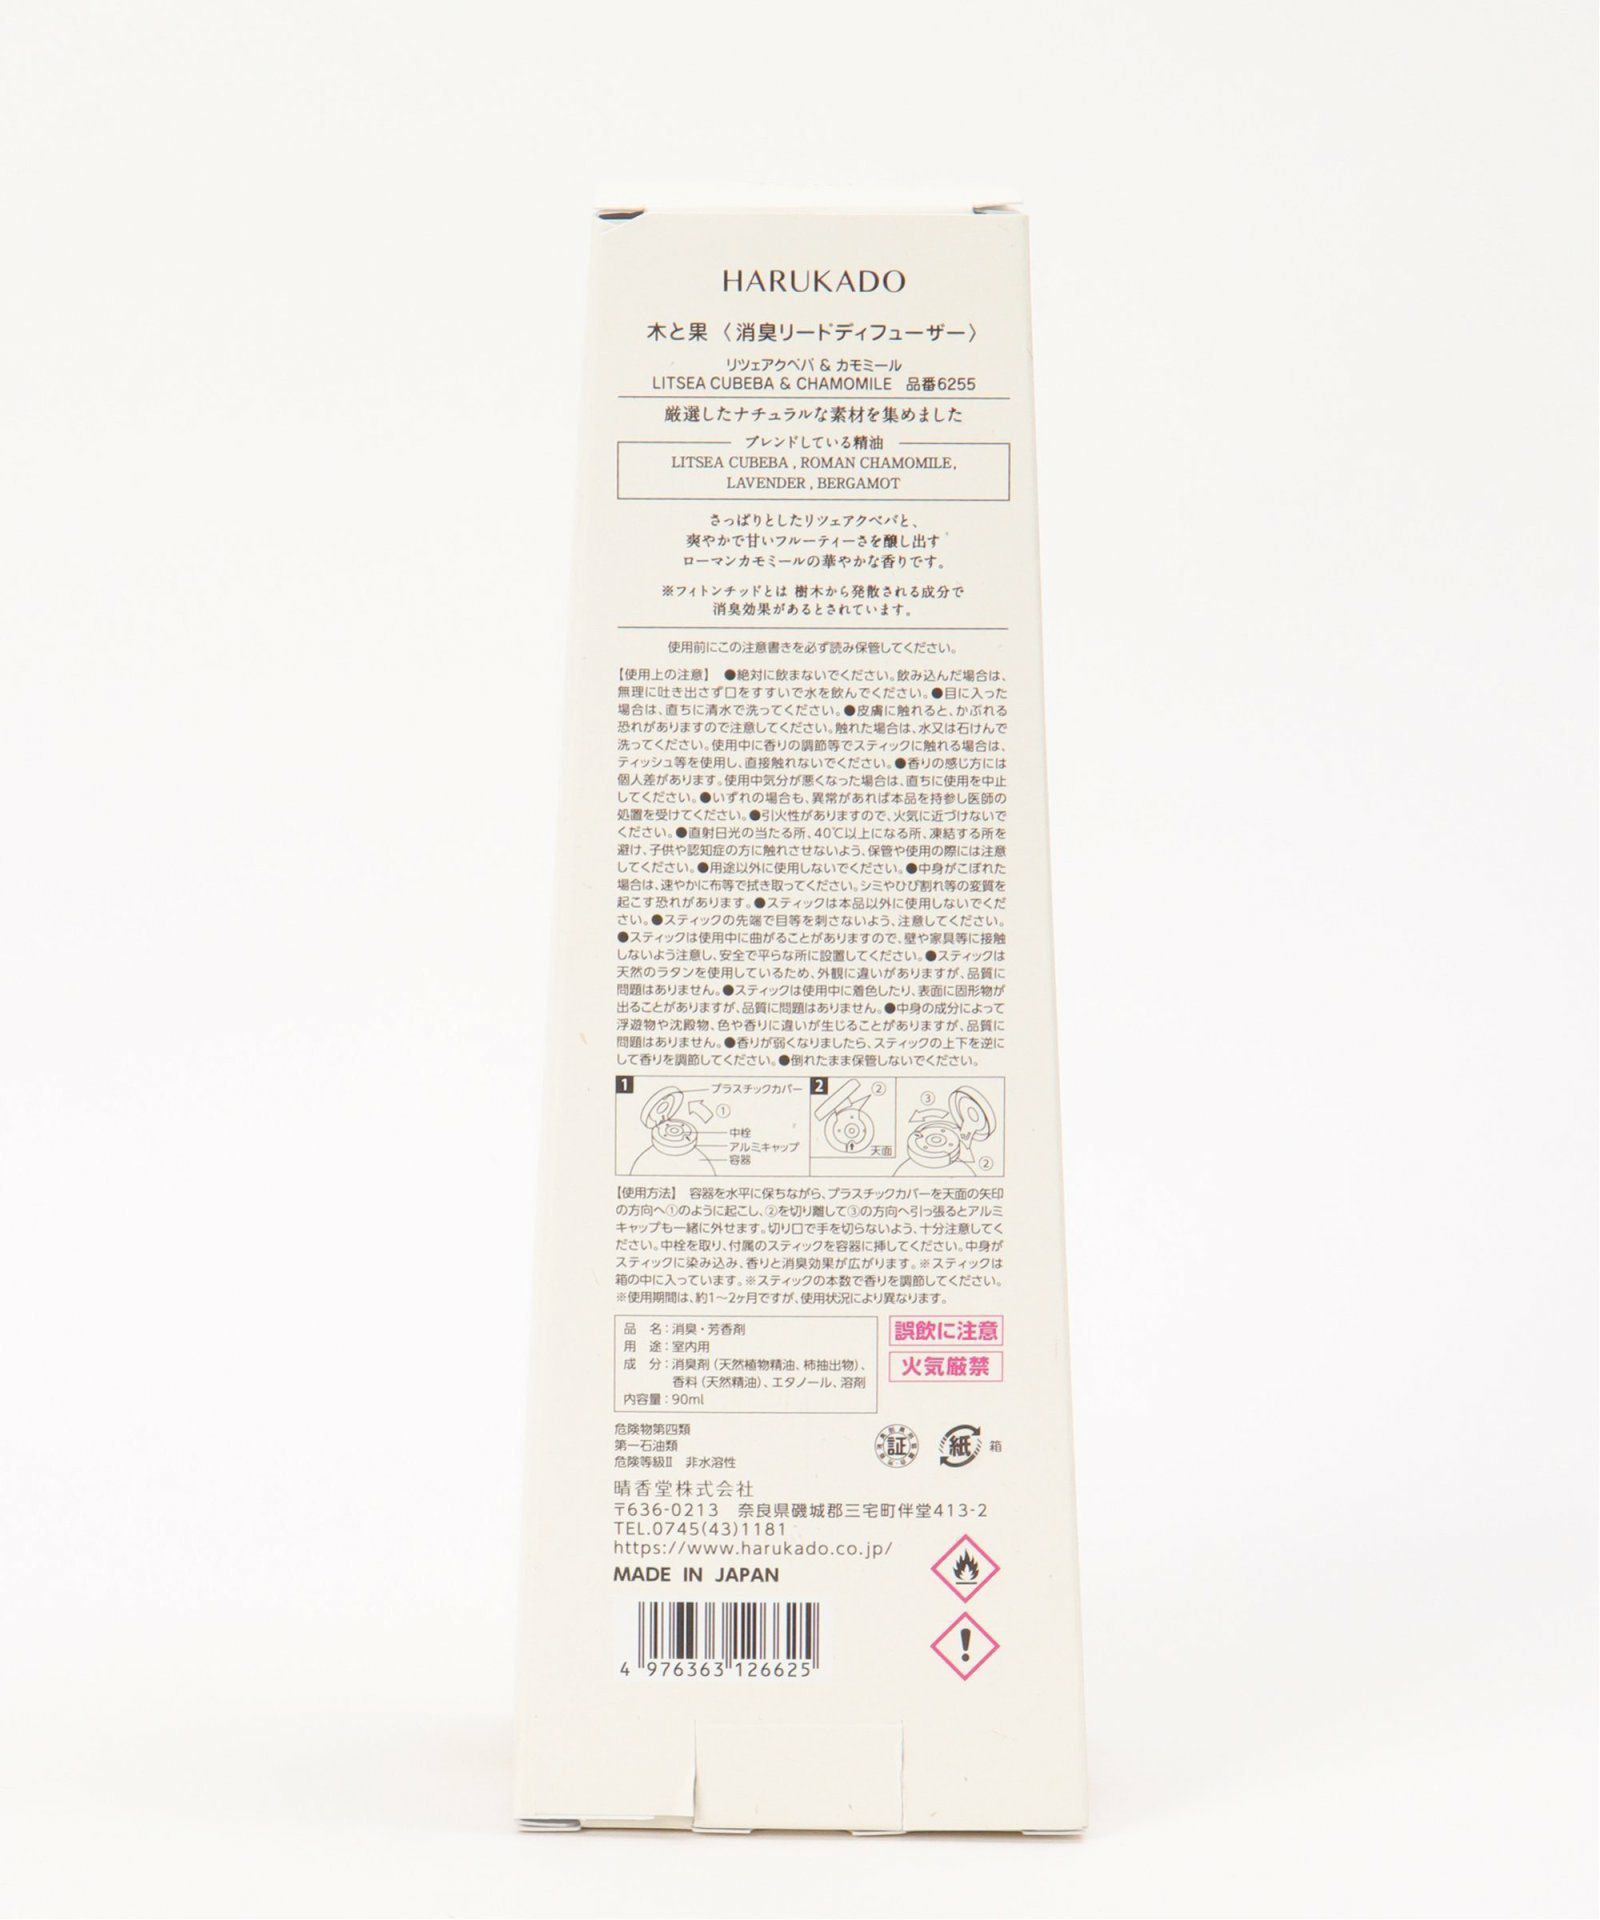 HARUKADO
木と果〈消臭リードディフューザー〉
リツェアクベバ & カモミール
LITSEA CUBEBA & CHAMOMILE 品番6255
厳選したナチュラルな素材を集めました
ブレンドしている精油
LITSEA CUBEBA , ROMAN CHAMOMILE,
LAVENDER , BERGAMOT
さっぱりとしたリツェアクベバと、
爽やかで甘いフルーティーさを醸し出す
ローマンカモミールの華やかな香りです。
※フィトンチッドとは 樹木から発散される成分で
消臭効果があるとされています。
使用前にこの注意書きを必ず読み保管してください。
【使用上の注意】 ●絶対に飲まないでください。飲み込んだ場合は、
無理に吐き出さず口をすすいで水を飲んでください。●目に入った
場合は、直ちに清水で洗ってください。●皮膚に触れると、かぶれる
恐れがありますので注意してください。触れた場合は、水又は石けんで
洗ってください。使用中に香りの調節等でスティックに触れる場合は、
ティッシュ等を使用し、直接触れないでください。●香りの感じ方には
個人差があります。使用中気分が悪くなった場合は、直ちに使用を中止
してください。●いずれの場合も、異常があれば本品を持参し医師の
処置を受けてください。●引火性がありますので、火気に近づけないで
ください。●直射日光の当たる所、40℃以上になる所、凍結する所を
避け、子供や認知症の方に触れさせないよう、保管や使用の際には注意
してください。●用途以外に使用しないでください。●中身がこぼれた
場合は、速やかに布等で拭き取ってください。シミやひび割れ等の変質を
起こす恐れがあります。●スティックは本品以外に使用しないでくだ
さい。●スティックの先端で目等を刺さないよう、注意してください。
●スティックは使用中に曲がることがありますので、壁や家具等に接触
しないよう注意し、安全で平らな所に設置してください。●スティックは
天然のラタンを使用しているため、外観に違いがありますが、品質に
問題はありません。●スティックは使用中に着色したり、表面に固形物が
出ることがありますが、品質に問題はありません。●中身の成分によって
浮遊物や沈殿物、色や香りに違いが生じることがありますが、品質に
問題はありません。●香りが弱くなりましたら、スティックの上下を逆に
して香りを調節してください。●倒れたまま保管しないでください。
1 プラスチックカバー ① 中栓 アルミキャップ 容器
2 ② 天面 ③ ②
【使用方法】 容器を水平に保ちながら、プラスチックカバーを天面の矢印
の方向へ①のように起こし、②を切り離して③の方向へ引っ張るとアルミ
キャップも一緒に外せます。切り口で手を切らないよう、十分注意してく
ださい。中栓を取り、付属のスティックを容器に挿してください。中身が
スティックに染み込み、香りと消臭効果が広がります。※スティックは
箱の中に入っています。※スティックの本数で香りを調節してください。
※使用期間は、約1～2ヶ月ですが、使用状況により異なります。
品 名：消臭・芳香剤
用 途：室内用
成 分：消臭剤（天然植物精油、柿抽出物）、
香料（天然精油）、エタノール、溶剤
内容量：90ml
誤飲に注意
火気厳禁
危険物第四類
第一石油類
危険等級Ⅱ 非水溶性
証
紙 箱
晴香堂株式会社
〒636-0213 奈良県磯城郡三宅町伴堂413-2
TEL.0745(43)1181
https://www.harukado.co.jp/
MADE IN JAPAN
4 976363 126625